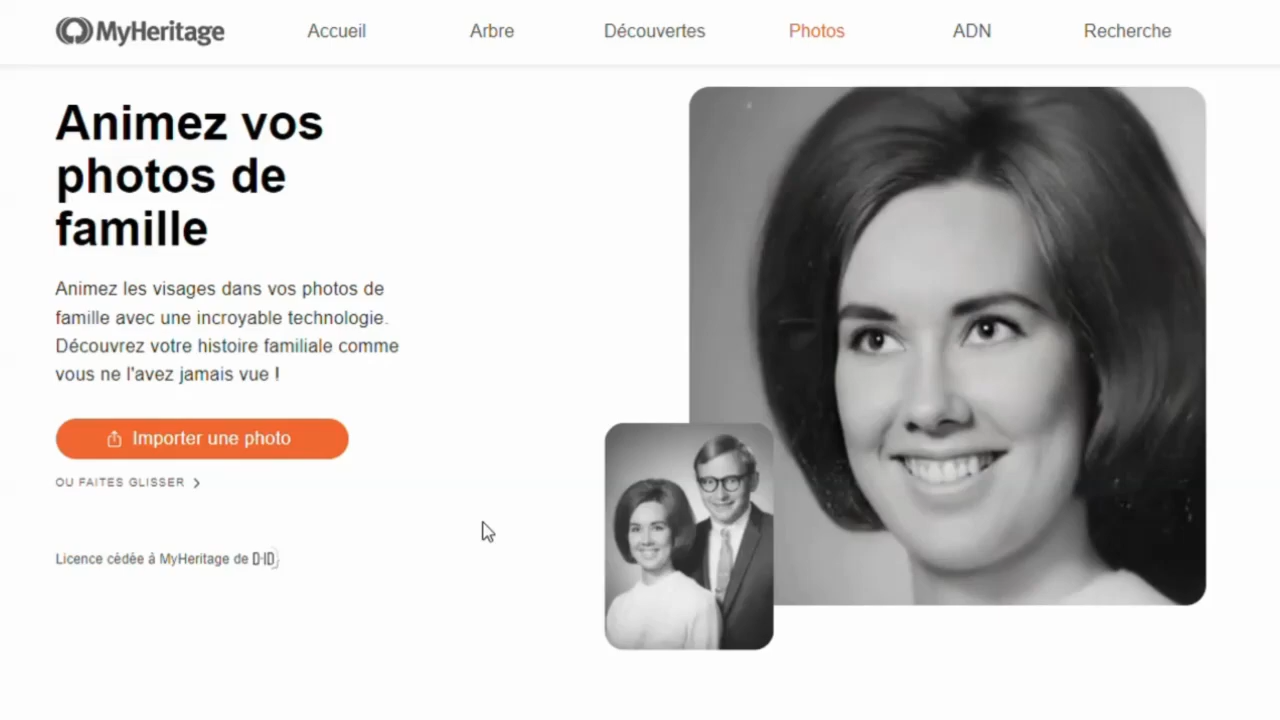 MyHeritage
Accueil
Arbre
Découvertes
Photos
ADN
Recherche
Animez vos
photos de
famille
Animez les visages dans vos photos de
famille avec une incroyable technologie.
Découvrez votre histoire familiale comme
vous ne l'avez jamais vue !
Importer une photo
OU FAITES GLISSER
Licence cédée à MyHeritage de D-ID